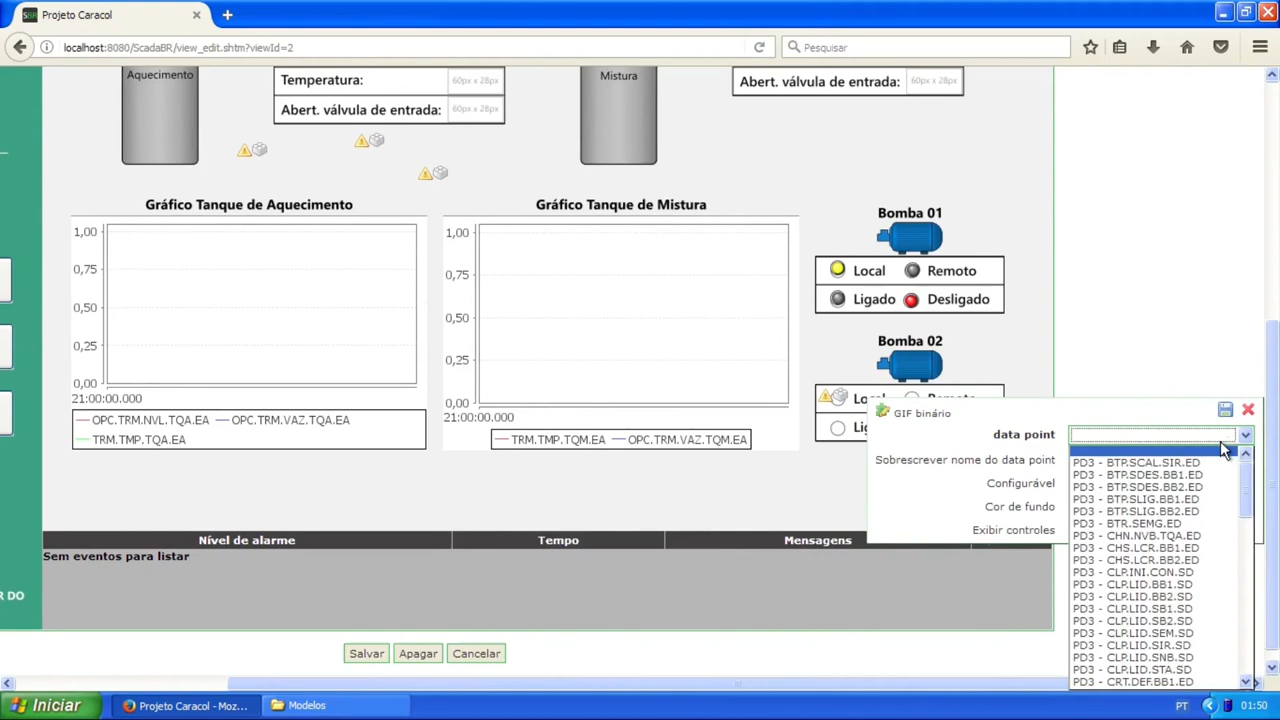 Projeto Caracol
localhost:8080/ScadaBR/view_edit.shtm?viewId=2
Pesquisar
Aquecimento
Temperatura:
60px x 28px
Abert. válvula de entrada:
60px x 28px
Mistura
Abert. válvula de entrada:
60px x 28px
Gráfico Tanque de Aquecimento
1,00
0,75
0,50
0,25
0,00
21:00:00.000
OPC.TRM.NVL.TQA.EA
OPC.TRM.VAZ.TQA.EA
TRM.TMP.TQA.EA
Gráfico Tanque de Mistura
1,00
0,75
0,50
0,25
0,00
21:00:00.000
TRM.TMP.TQM.EA
OPC.TRM.VAZ.TQM.EA
Bomba 01
Local
Remoto
Ligado
Desligado
Bomba 02
GIF binário
data point
Sobrescrever nome do data point
Configurável
Cor de fundo
Exibir controles
PD3 - BTP.SCAL.SIR.ED
PD3 - BTP.SDES.BB1.ED
PD3 - BTP.SDES.BB2.ED
PD3 - BTP.SLIG.BB1.ED
PD3 - BTP.SLIG.BB2.ED
PD3 - BTR.SEMG.ED
PD3 - CHN.NVB.TQA.ED
PD3 - CHS.LCR.BB1.ED
PD3 - CHS.LCR.BB2.ED
PD3 - CLP.INI.CON.SD
PD3 - CLP.LID.BB1.SD
PD3 - CLP.LID.BB2.SD
PD3 - CLP.LID.SB1.SD
PD3 - CLP.LID.SB2.SD
PD3 - CLP.LID.SEM.SD
PD3 - CLP.LID.SIR.SD
PD3 - CLP.LID.SNB.SD
PD3 - CLP.LID.STA.SD
PD3 - CRT.DEF.BB1.ED
Nível de alarme
Tempo
Mensagens
Sem eventos para listar
ER DO
Salvar
Apagar
Cancelar
Iniciar
Projeto Caracol - Moz...
Modelos
PT
01:50